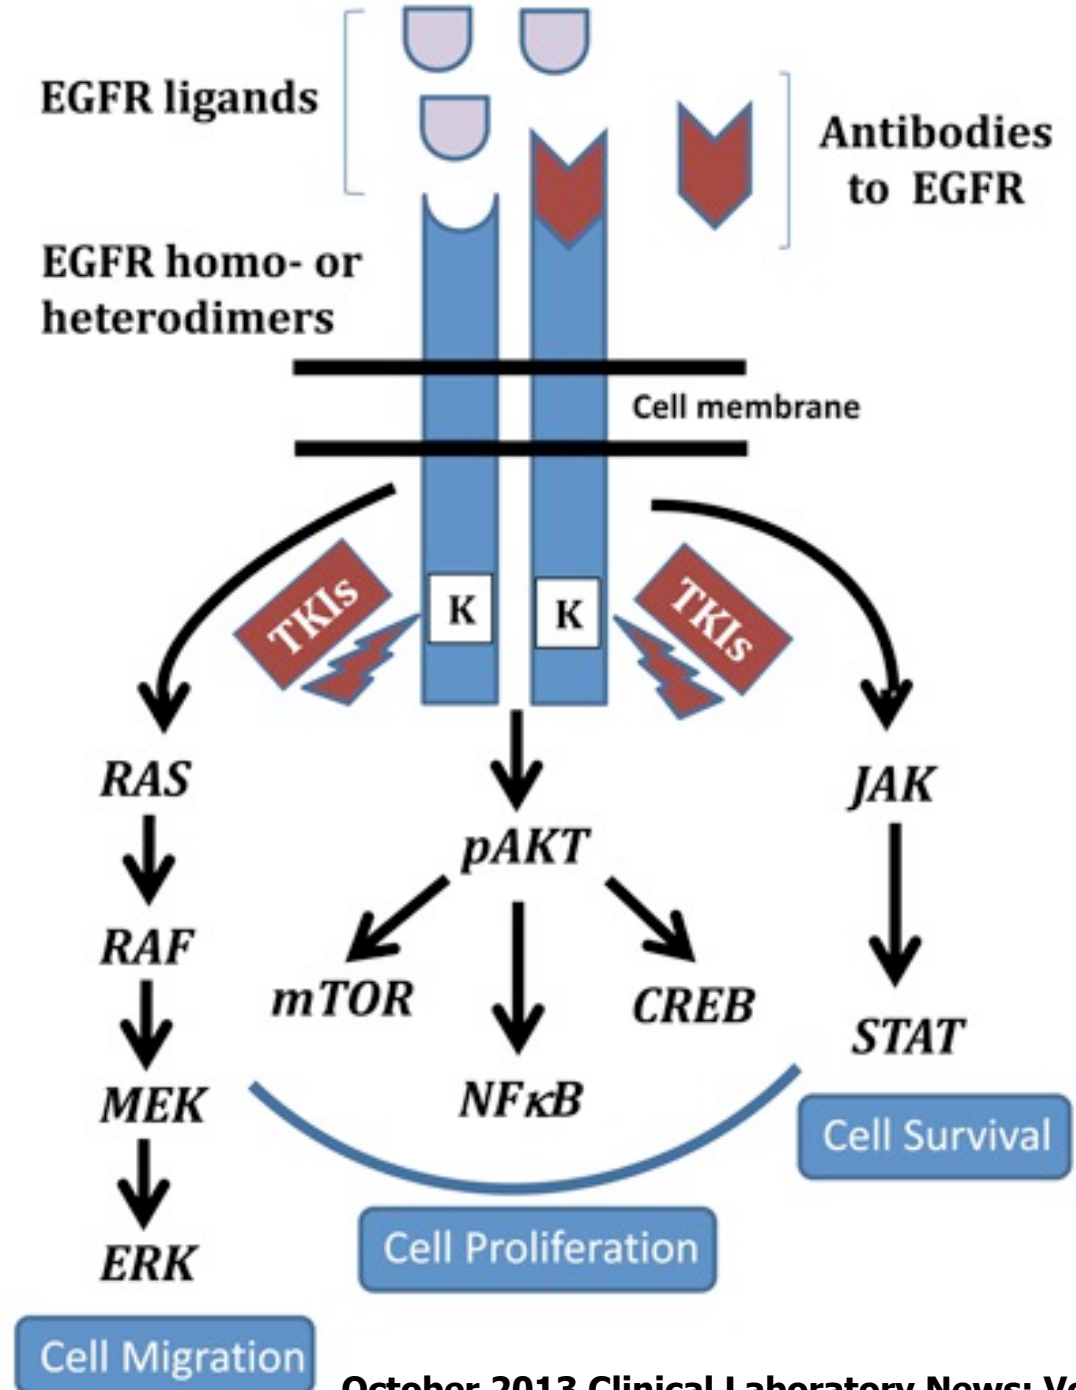 EGFR ligands
Antibodies
to EGFR
EGFR homo- or
heterodimers
Cell membrane
TKIs
K
K
TKIs
RAS
JAK
pAKT
RAF
mTOR
CREB
STAT
MEK
NFκB
Cell Survival
Cell Proliferation
ERK
Cell Migration
October 2013 Clinical Laboratory News: